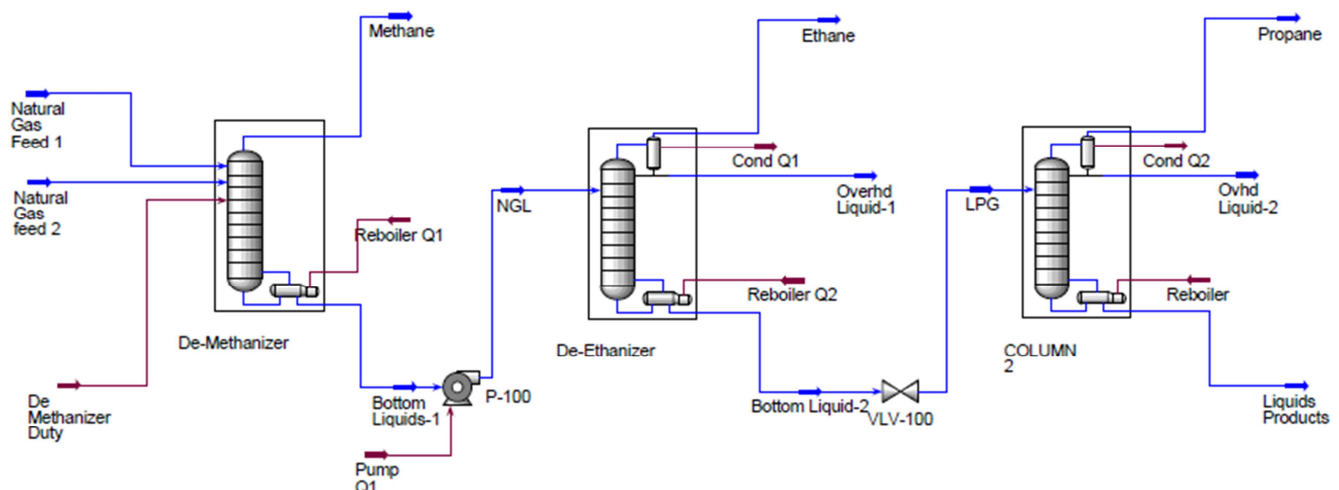 Methane
Ethane
Propane
Natural
Gas
Feed 1
Natural
Gas
feed 2
Cond Q1
Cond Q2
NGL
Overhd
Liquid-1
LPG
Ovhd
Liquid-2
Reboiler Q1
Reboiler Q2
Reboiler
De-Methanizer
De-Ethanizer
COLUMN
2
De
Methanizer
Duty
Bottom
Liquids-1
P-100
Bottom Liquid-2
VLV-100
Liquids
Products
Pump
Q1